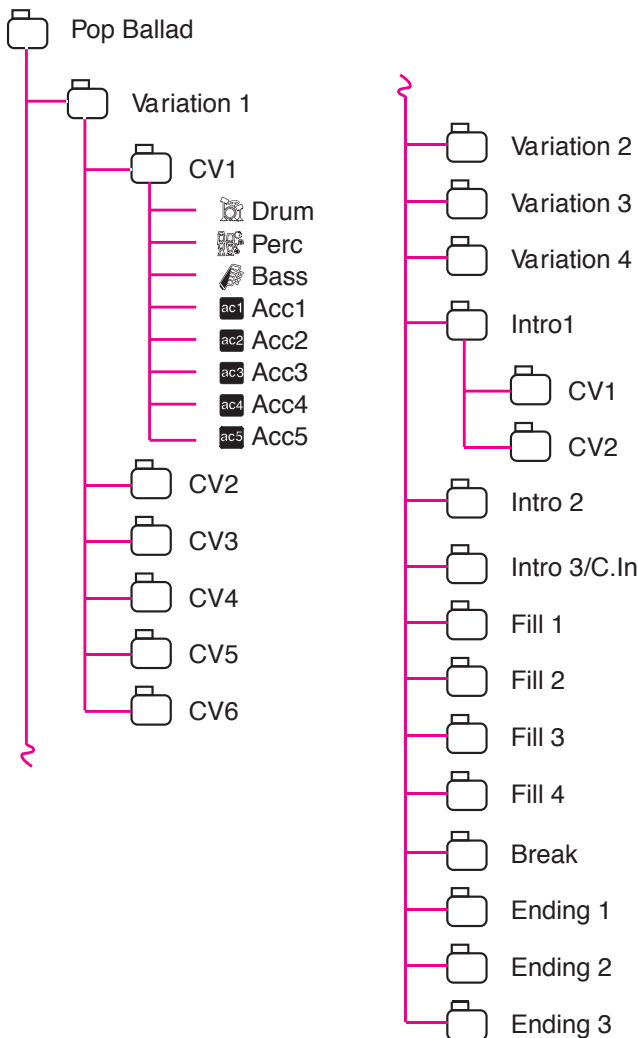 Pop Ballad
Variation 1
CV1
Drum
Perc
Bass
ac1 Acc1
ac2 Acc2
ac3 Acc3
ac4 Acc4
ac5 Acc5
CV2
CV3
CV4
CV5
CV6
Variation 2
Variation 3
Variation 4
Intro1
CV1
CV2
Intro 2
Intro 3/C.In
Fill 1
Fill 2
Fill 3
Fill 4
Break
Ending 1
Ending 2
Ending 3